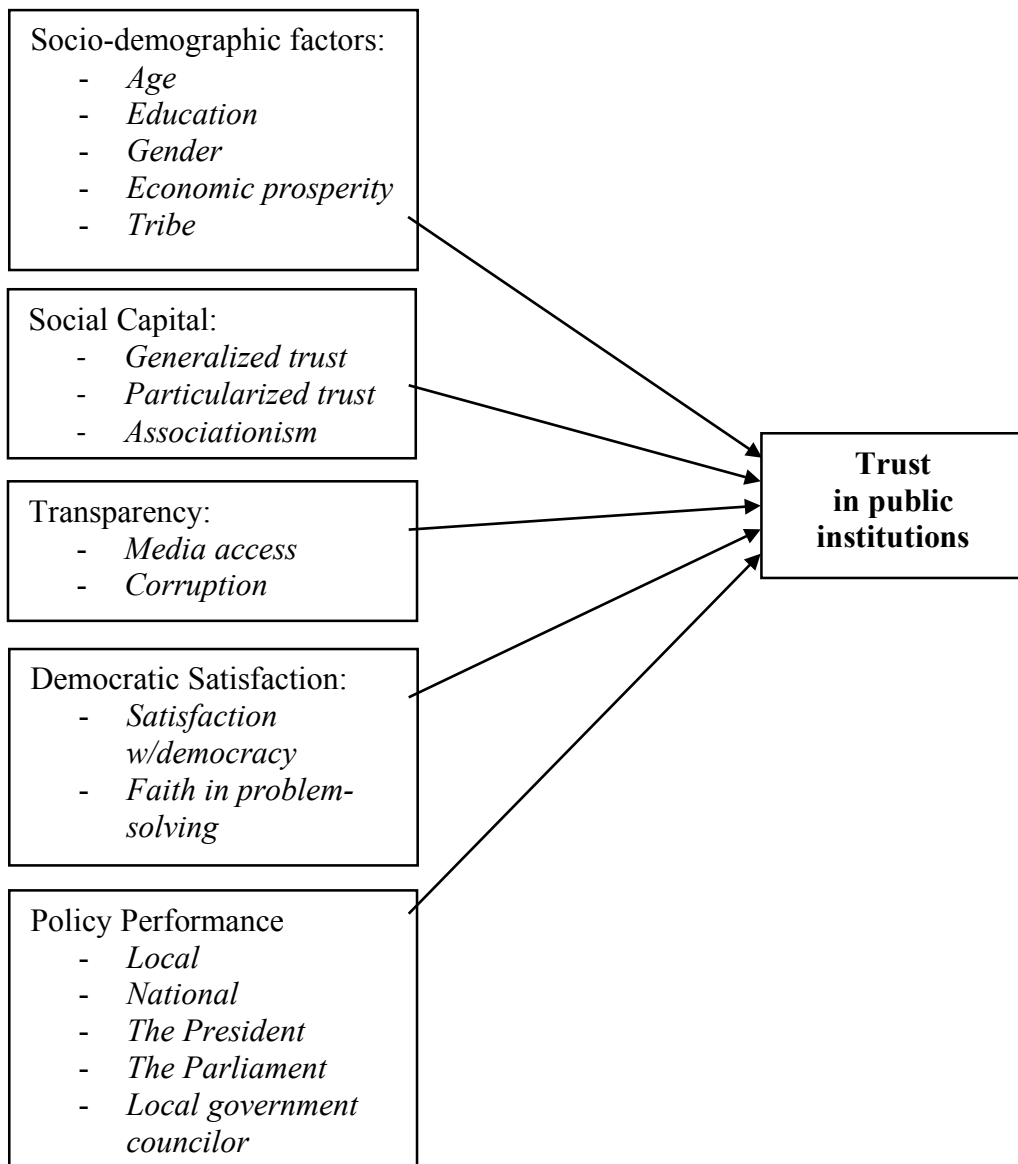 Socio-demographic factors:
- Age
- Education
- Gender
- Economic prosperity
- Tribe
Social Capital:
- Generalized trust
- Particularized trust
- Associationism
Transparency:
- Media access
- Corruption
Democratic Satisfaction:
- Satisfaction
w/democracy
- Faith in problem-
solving
Policy Performance
- Local
- National
- The President
- The Parliament
- Local government
councilor
Trust
in public
institutions